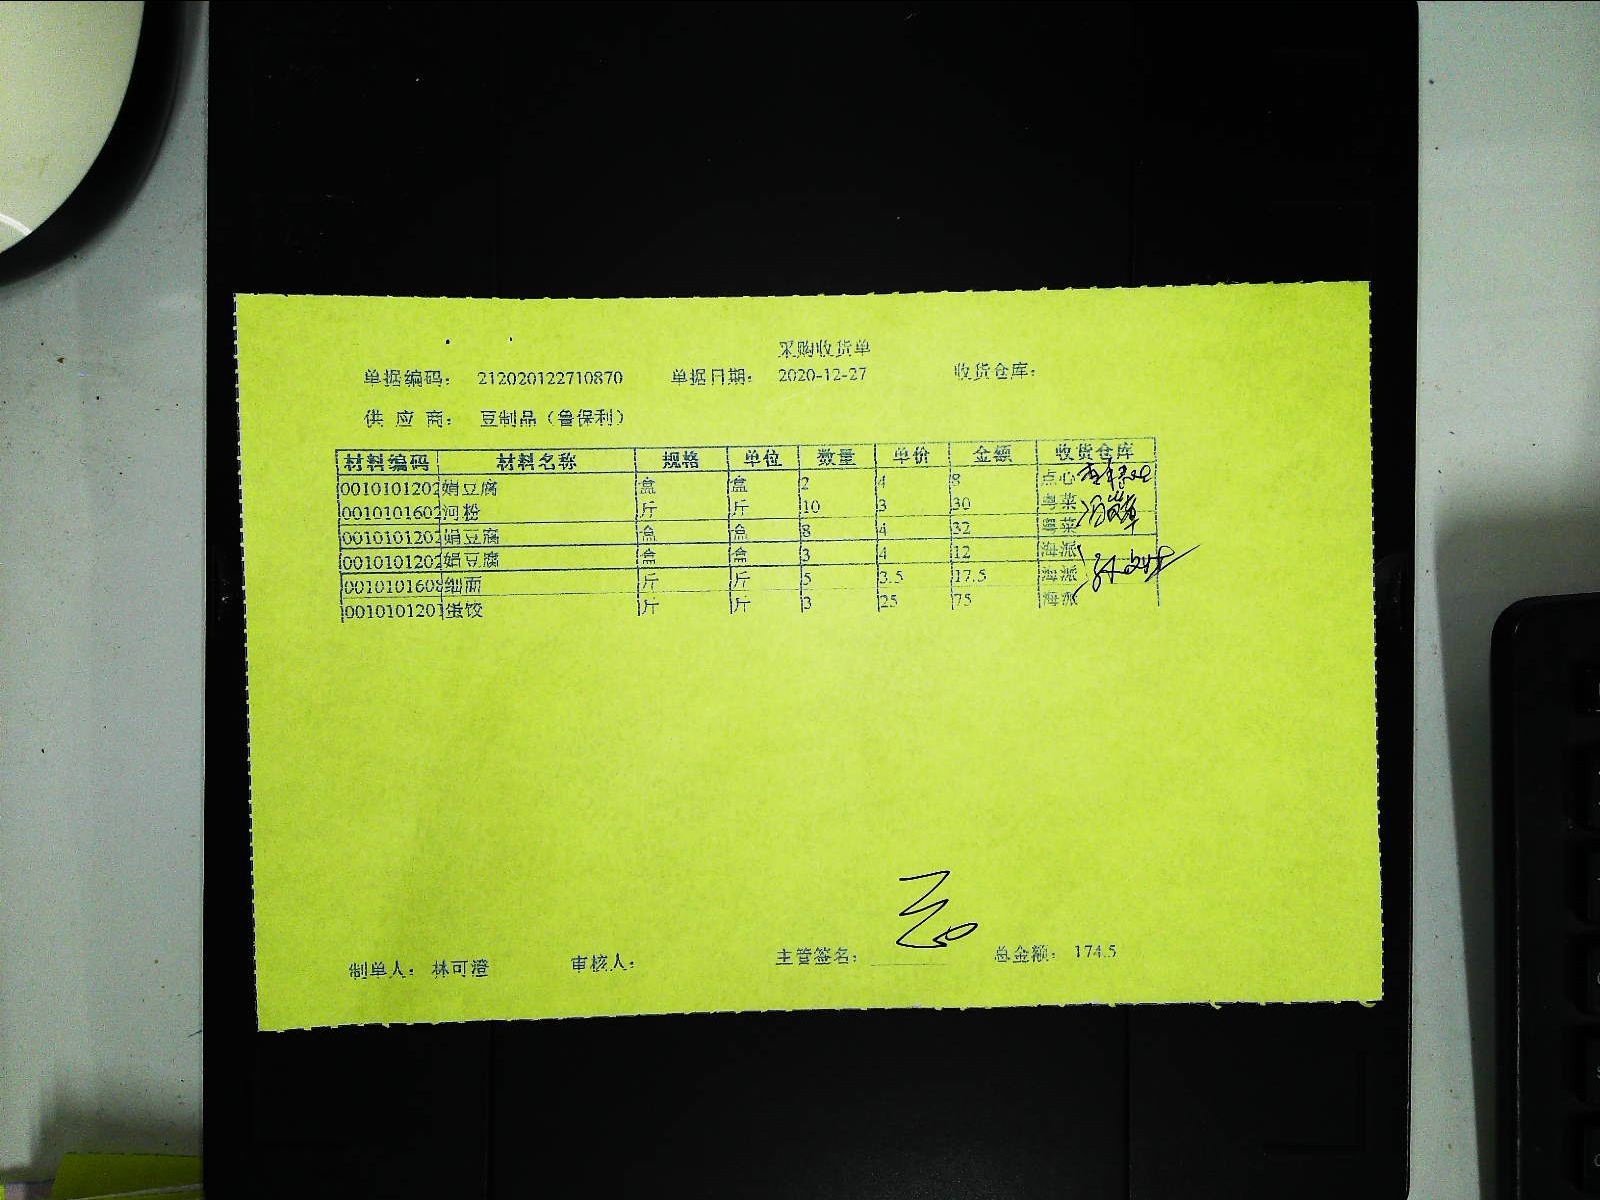 采购收货单
单据编码： 212020122710870 单据日期： 2020-12-27 收货仓库：
供 应 商： 豆制品（鲁保利）
材料编码 材料名称 规格 单位 数量 单价 金额 收货仓库
0010101202 娟豆腐 盒 盒 2 4 8 点心
0010101602 河粉 斤 斤 10 3 30 粤菜
0010101202 娟豆腐 盒 盒 8 4 32 粤菜
0010101202 娟豆腐 盒 盒 3 4 12 海派
0010101608 细面 斤 斤 5 3.5 17.5 海派
0010101201 蛋饺 斤 斤 3 25 75 海派
制单人： 林可澄 审核人： 主管签名： 总金额： 174.5